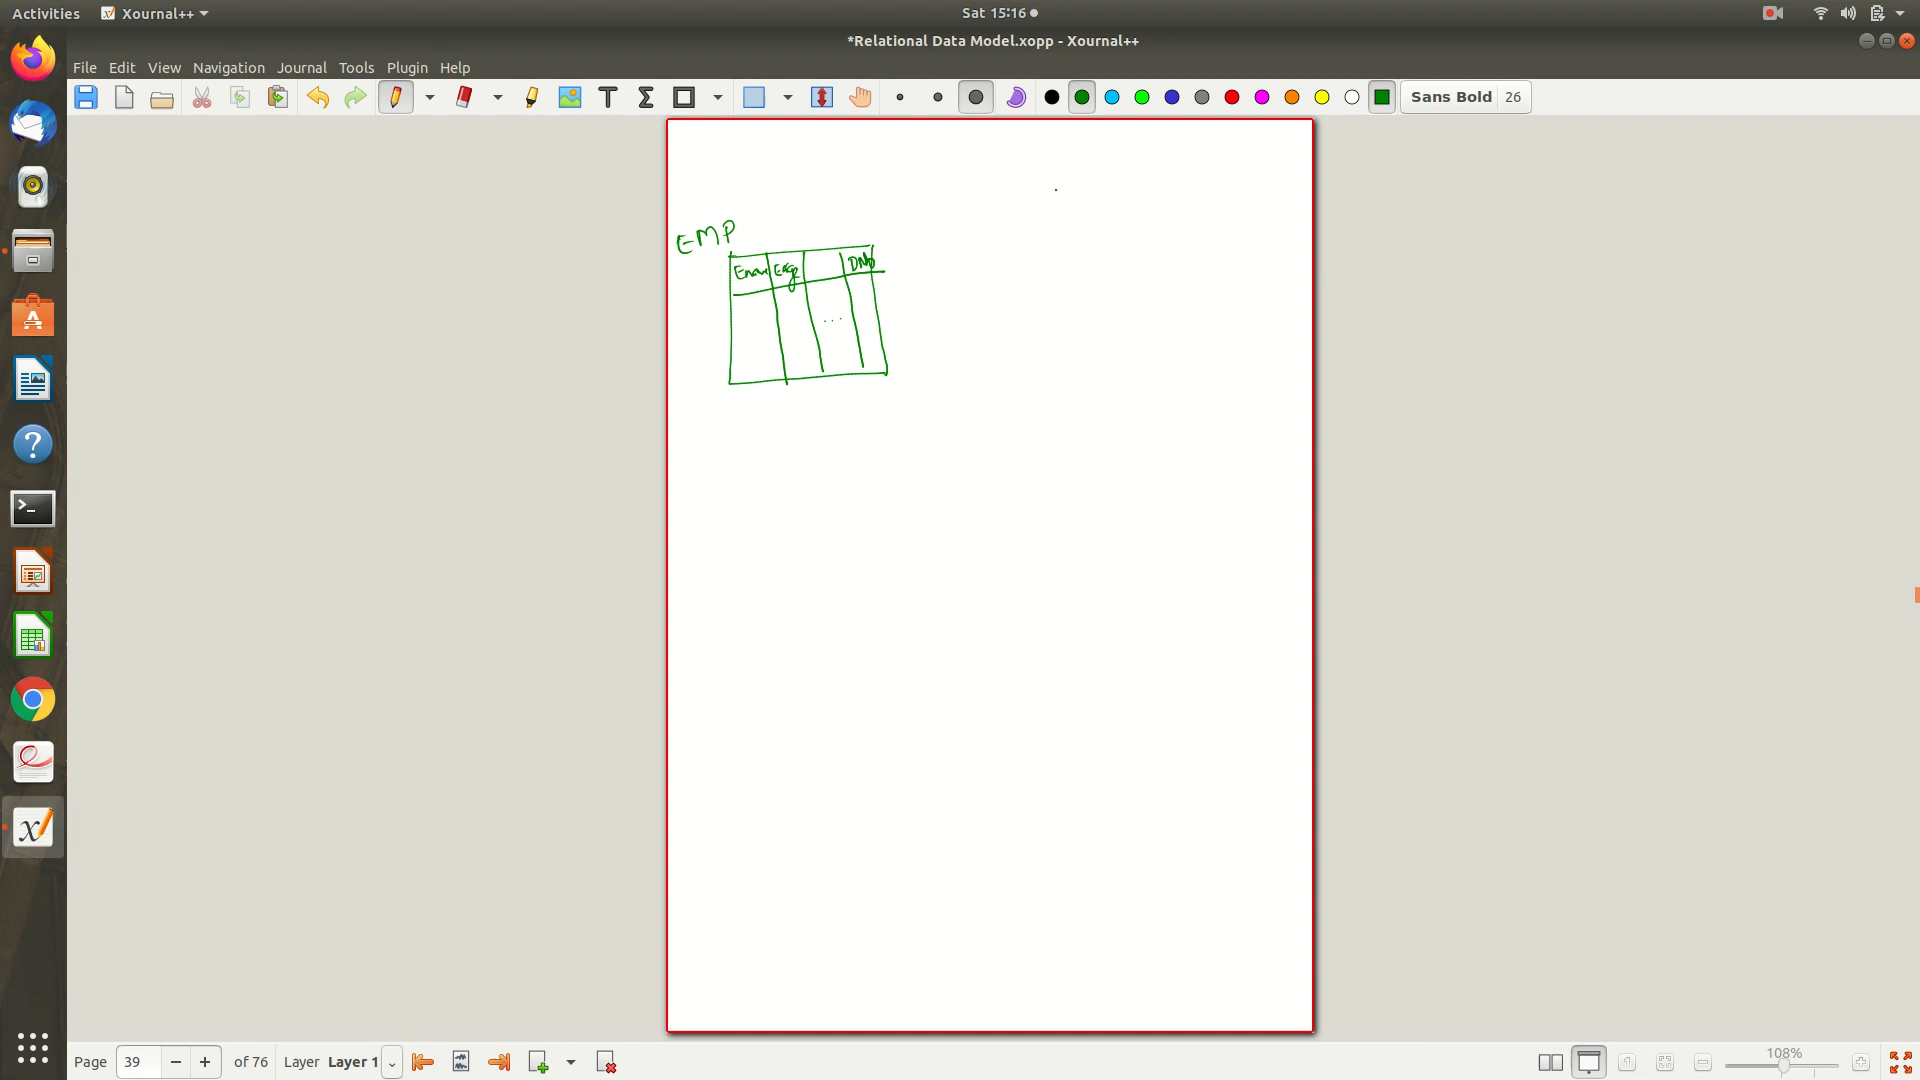 Activities Xournal++ Sat 15:16
*Relational Data Model.xopp - Xournal++
File Edit View Navigation Journal Tools Plugin Help
Sans Bold 26
EMP
Ename Eage DNo
...
Page 39 of 76 Layer Layer 1 108%